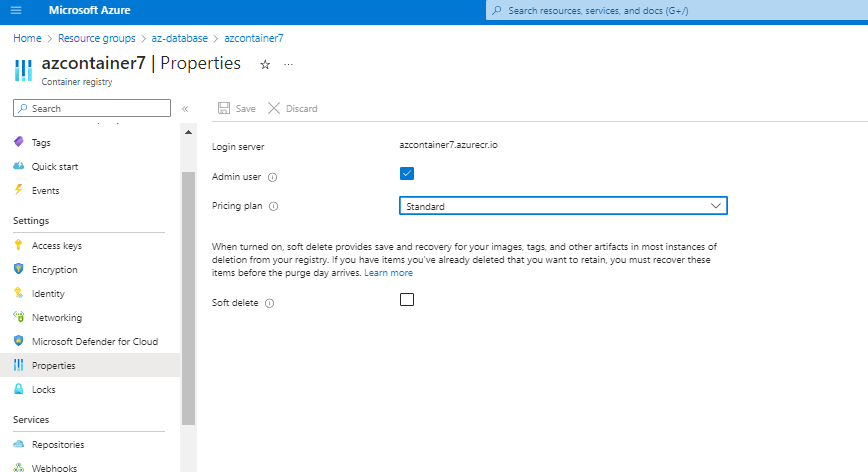 Microsoft Azure
Search resources, services, and docs (G+/)
Home > Resource groups > az-database > azcontainer7
azcontainer7 | Properties
Container registry
Search
Tags
Quick start
Events
Settings
Access keys
Encryption
Identity
Networking
Microsoft Defender for Cloud
Properties
Locks
Services
Repositories
Webhooks
Save Discard
Login server azcontainer7.azurecr.io
Admin user
Pricing plan Standard
When turned on, soft delete provides save and recovery for your images, tags, and other artifacts in most instances of
deletion from your registry. If you have items you've already deleted that you want to retain, you must recover these
items before the purge day arrives. Learn more
Soft delete